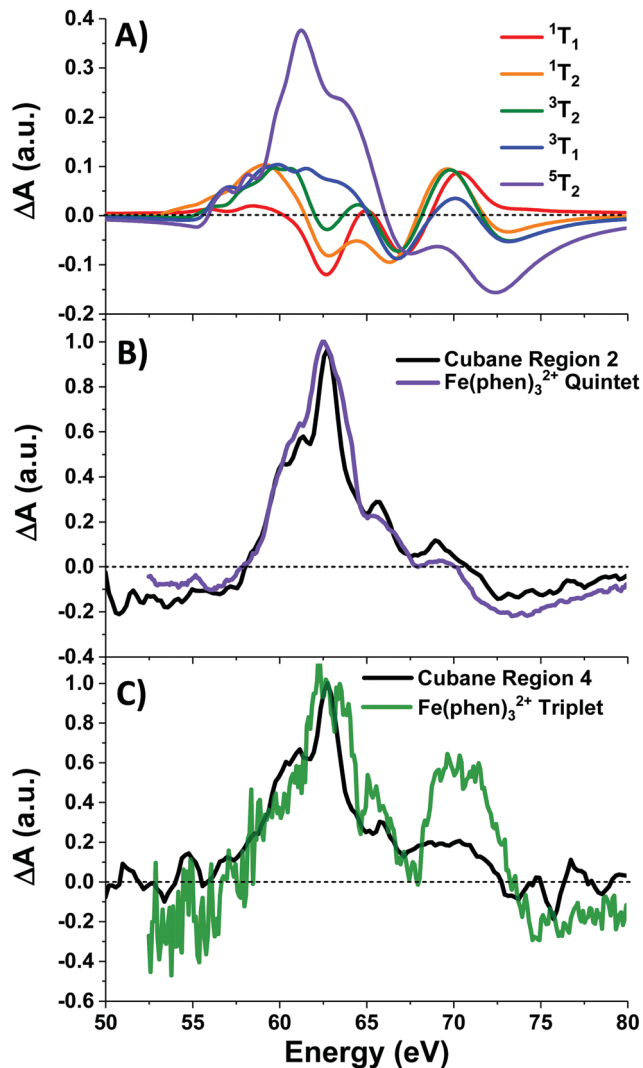 A)
ΔA (a.u.)
0.4
0.3
0.2
0.1
0.0
-0.1
0.2
¹T₁
¹T₂
³T₂
³T₁
⁵T₂
B)
ΔA (a.u.)
1.0
0.8
0.6
0.4
0.2
0.0
-0.2
-0.4
Cubane Region 2
Fe(phen)₃²⁺ Quintet
C)
ΔA (a.u.)
1.0
0.8
0.6
0.4
0.2
0.0
-0.2
-0.4
-0.6
Cubane Region 4
Fe(phen)₃²⁺ Triplet
50 55 60 65 70 75 80
Energy (eV)